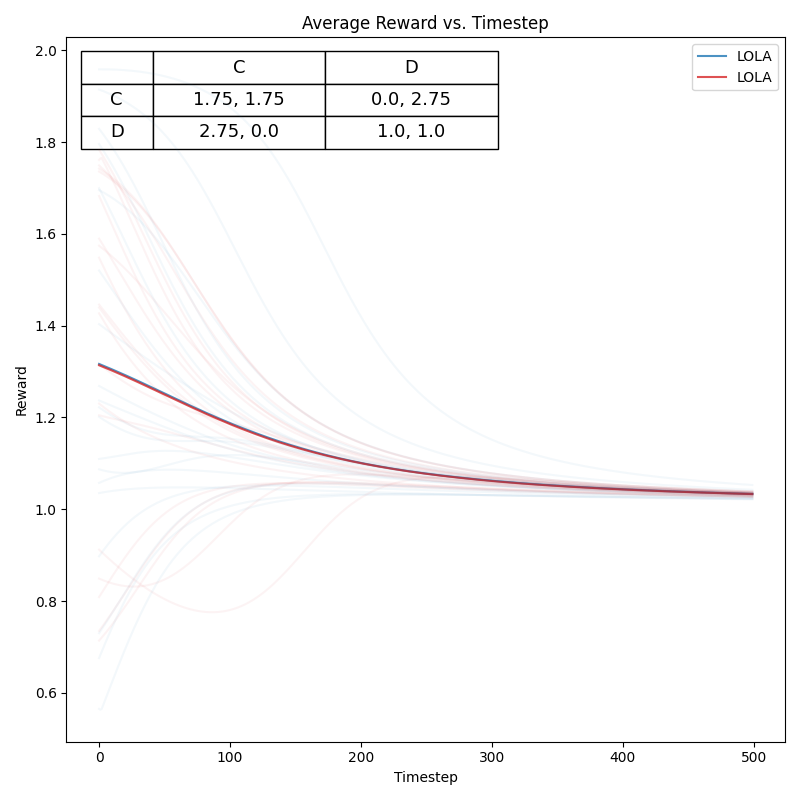 Average Reward vs. Timestep
C D
C 1.75, 1.75 0.0, 2.75
D 2.75, 0.0 1.0, 1.0
LOLA
LOLA
2.0
1.8
1.6
1.4
1.2
1.0
0.8
0.6
Reward
0 100 200 300 400 500
Timestep